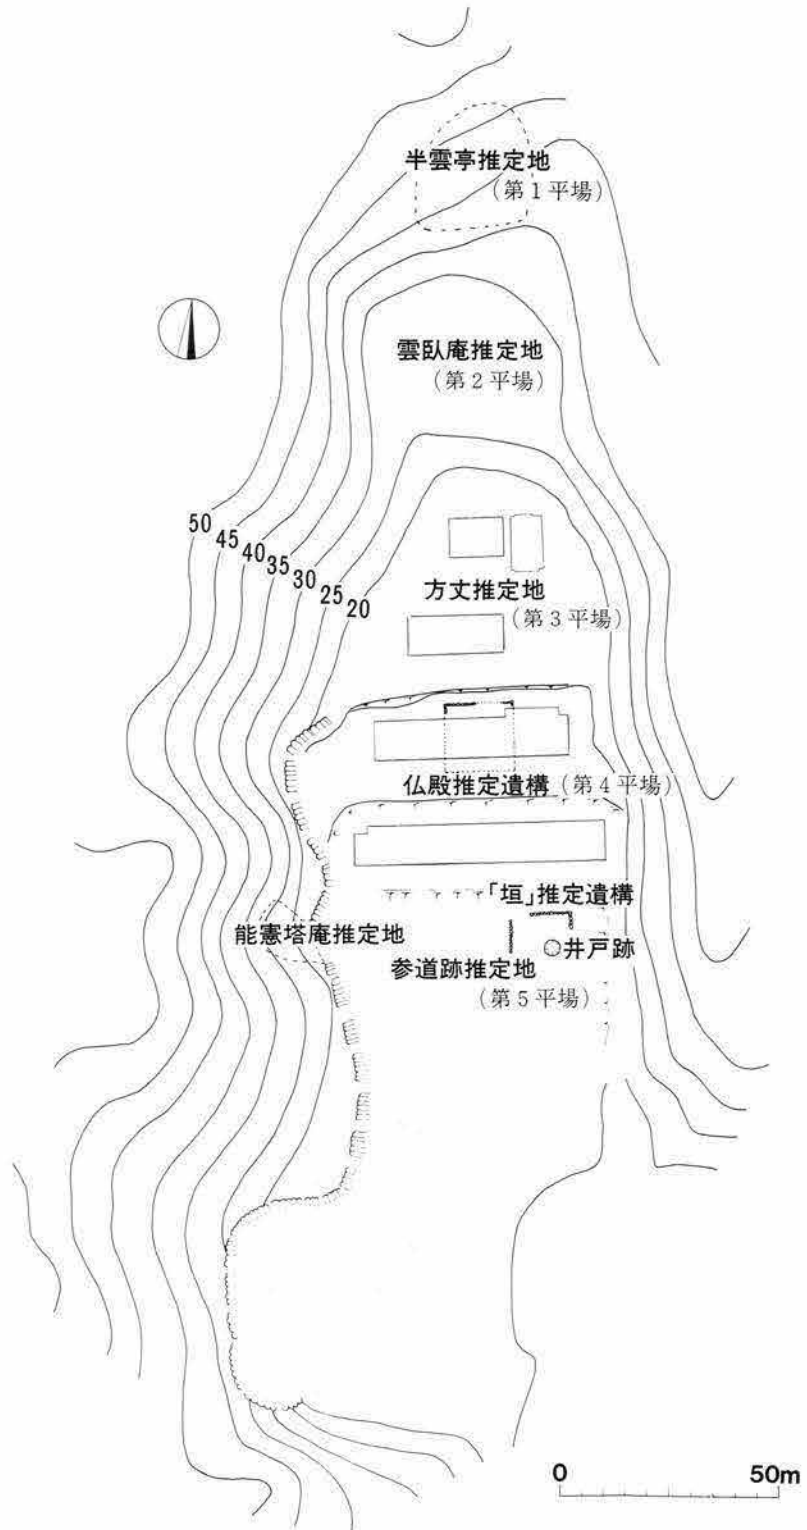 半雲亭推定地
(第1平場)
雲臥庵推定地
(第2平場)
50
45
40
35
30
25
20
方丈推定地
(第3平場)
仏殿推定遺構(第4平場)
「垣」推定遺構
能憲塔庵推定地
井戸跡
参道跡推定地
(第5平場)
0 50m